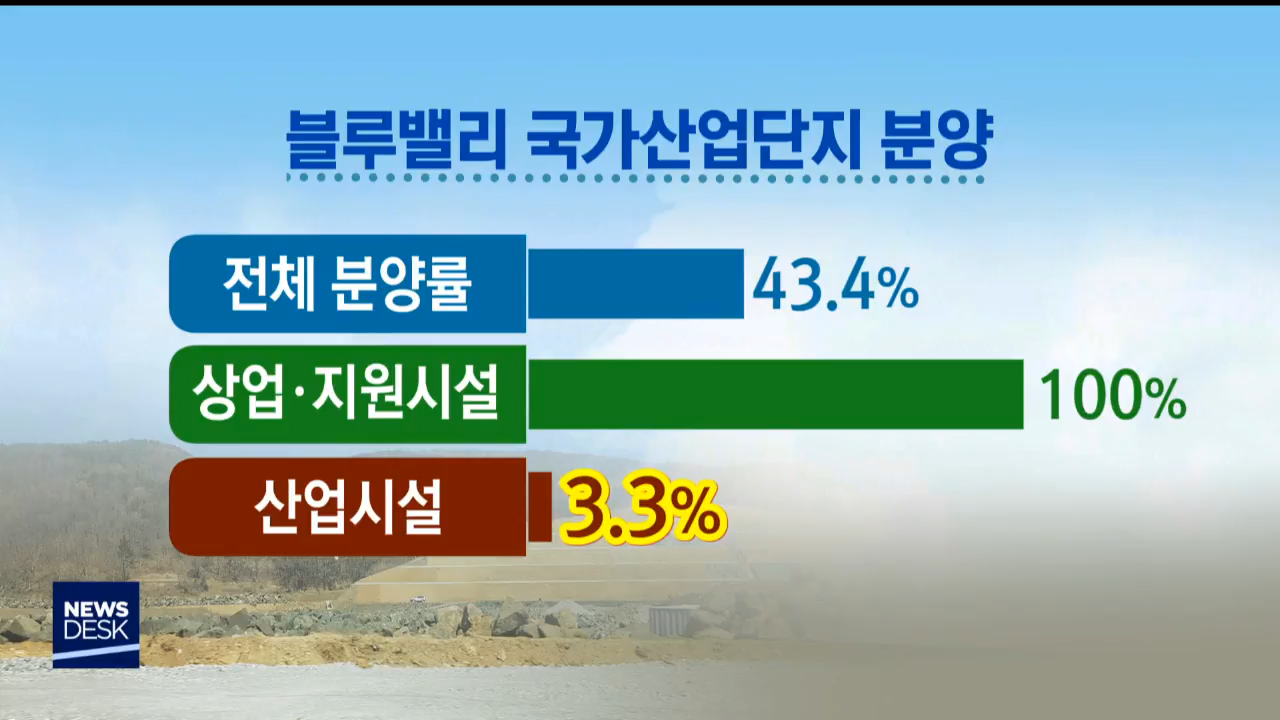 블루밸리 국가산업단지 분양
전체 분양률 43.4%
상업·지원시설 100%
산업시설 3.3%
NEWS
DESK